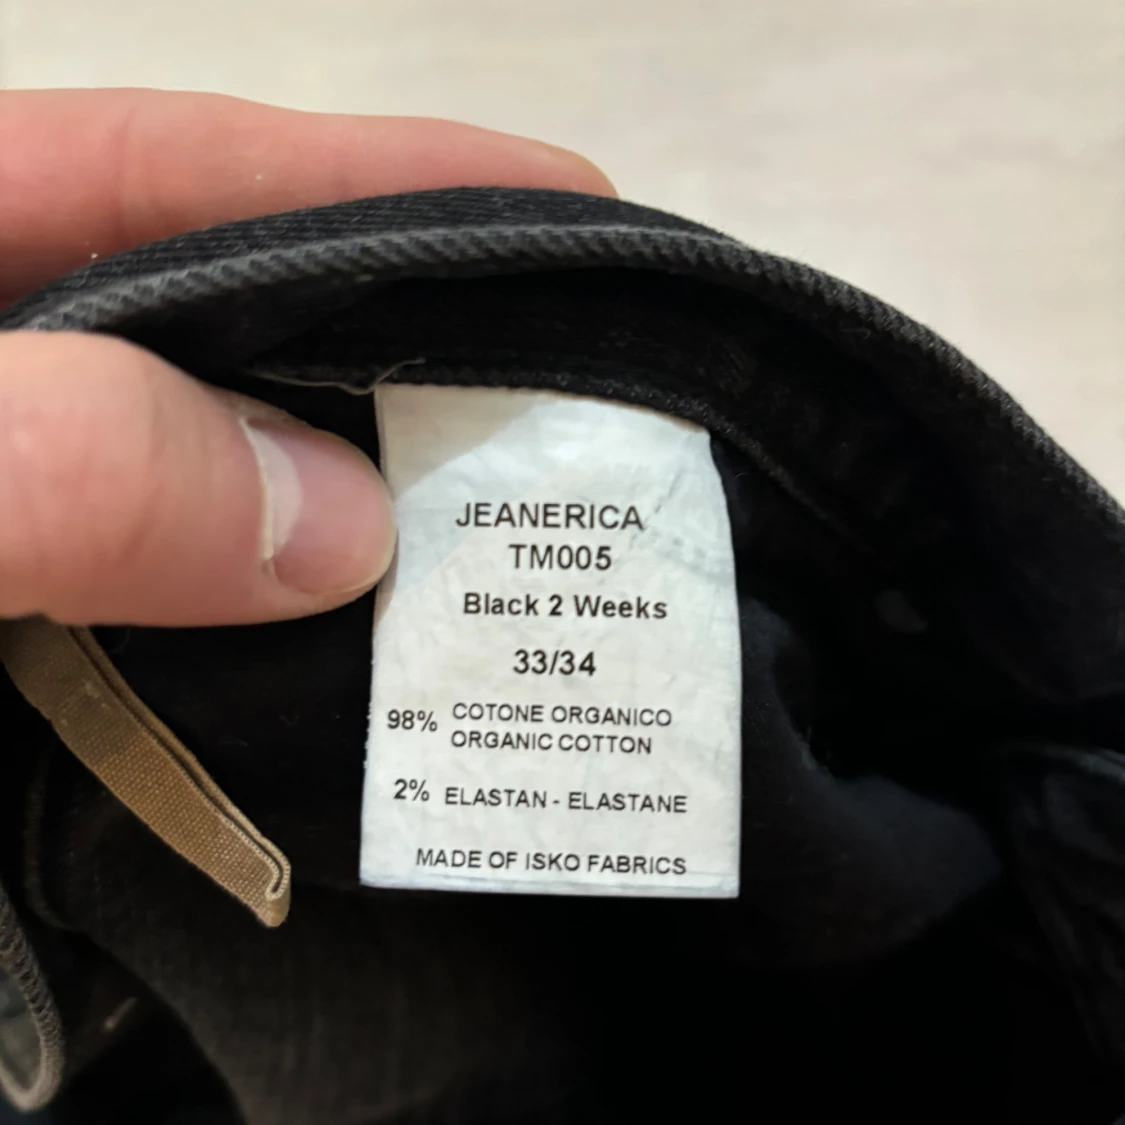 JEANERICA
TM005
Black 2 Weeks
33/34
98% COTONE ORGANICO
ORGANIC COTTON
2% ELASTAN - ELASTANE
MADE OF ISKO FABRICS